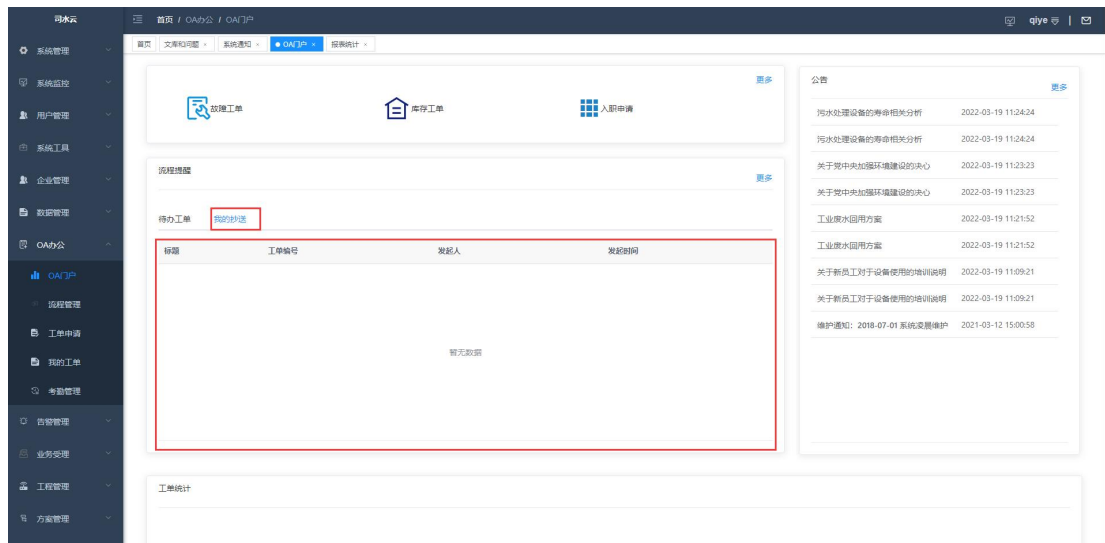 司水云
首页 / OA办公 / OA门户
qiye
首页 文库和问题 × 系统通知 × OA门户 × 报表统计 ×
系统管理
系统监控
用户管理
系统工具
企业管理
数据管理
OA办公
OA门户
流程管理
工单申请
我的工单
考勤管理
告警管理
业务受理
工程管理
方案管理
更多
故障工单 库存工单 入职申请
流程提醒
更多
待办工单 我的抄送
标题 工单编号 发起人 发起时间
暂无数据
工单统计
公告
更多
污水处理设备的寿命相关分析 2022-03-19 11:24:24
污水处理设备的寿命相关分析 2022-03-19 11:24:24
关于党中央加强环境建设的决心 2022-03-19 11:23:23
关于党中央加强环境建设的决心 2022-03-19 11:23:23
工业废水回用方案 2022-03-19 11:21:52
工业废水回用方案 2022-03-19 11:21:52
关于新员工对于设备使用的培训说明 2022-03-19 11:09:21
关于新员工对于设备使用的培训说明 2022-03-19 11:09:21
维护通知：2018-07-01 系统凌晨维护 2021-03-12 15:00:58